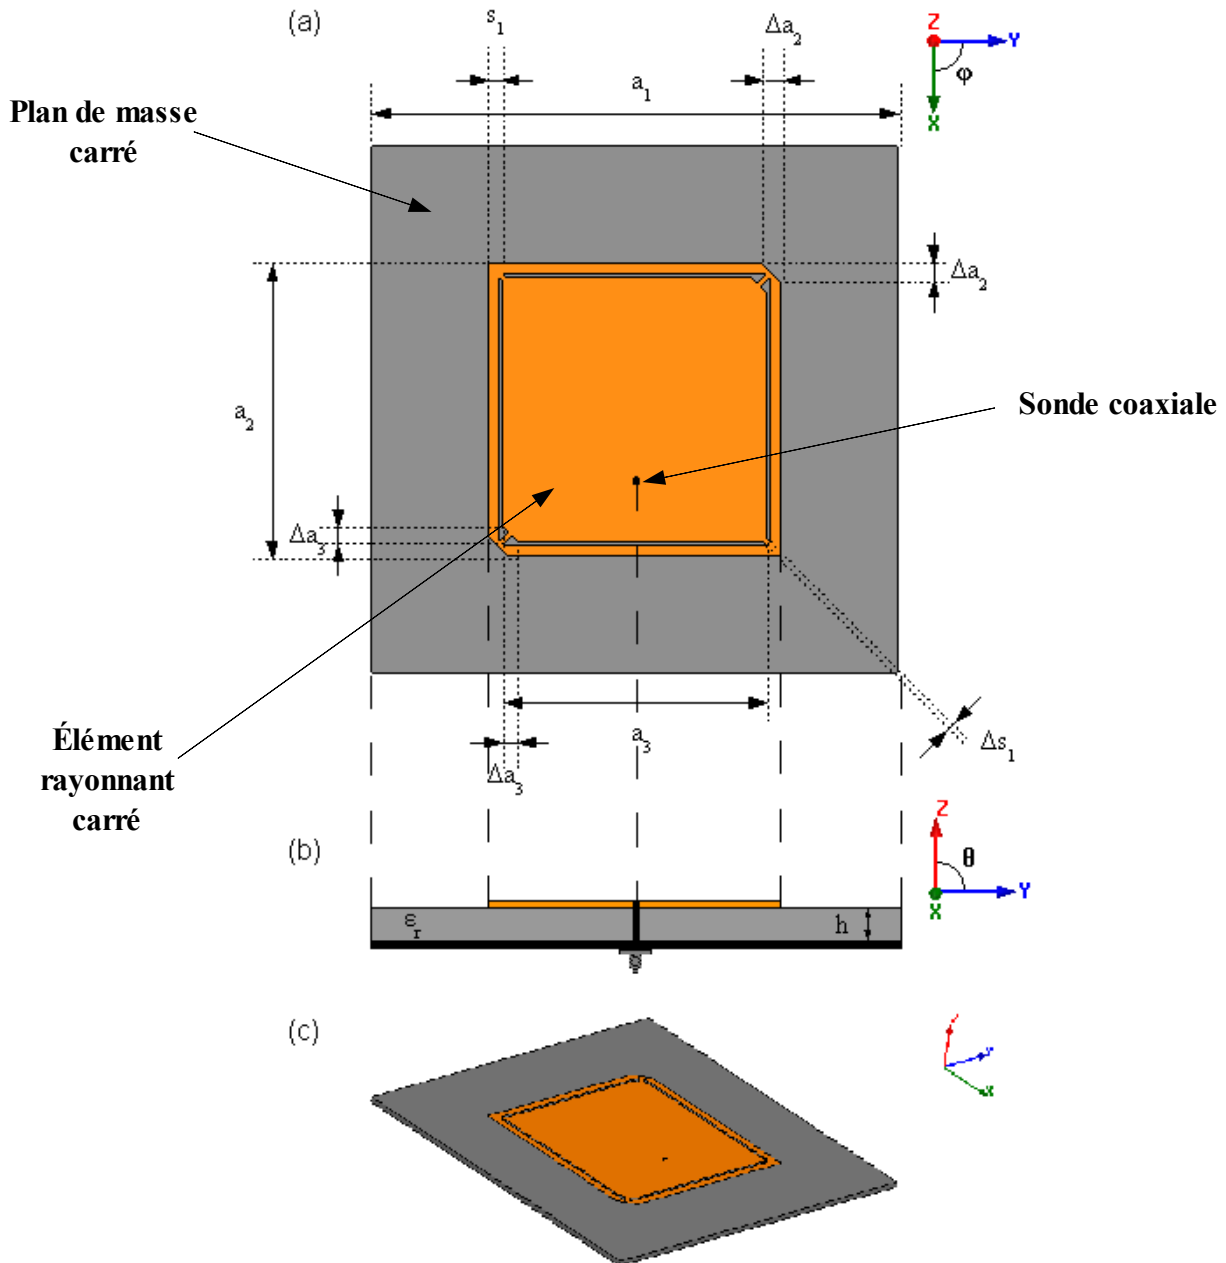 (a)
s1
Δa2
Z
Y
φ
X
a1
Plan de masse
carré
Δa2
a2
Sonde coaxiale
Δa3
a3
Δs1
Δa3
Élément
rayonnant
carré
(b)
Z
θ
Y
X
εr
h
(c)
Y
X